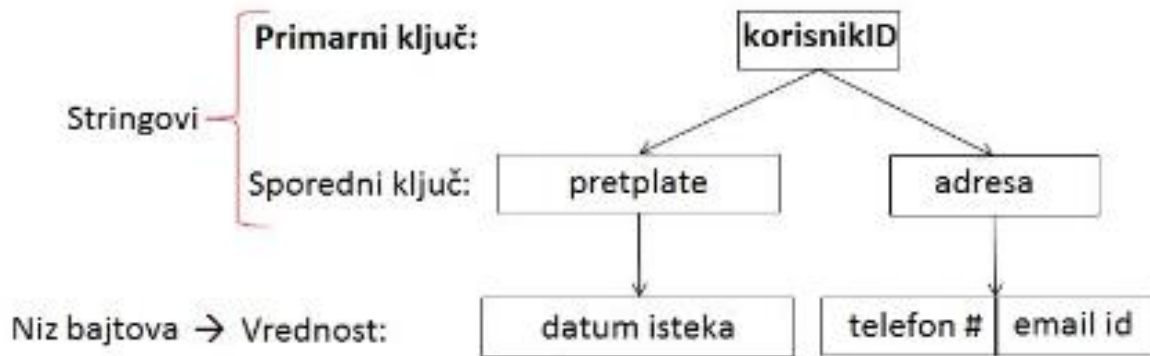 Primarni ključ: korisnikID
Stringovi
Sporedni ključ: pretplate adresa
Niz bajtova → Vrednost: datum isteka telefon # email id